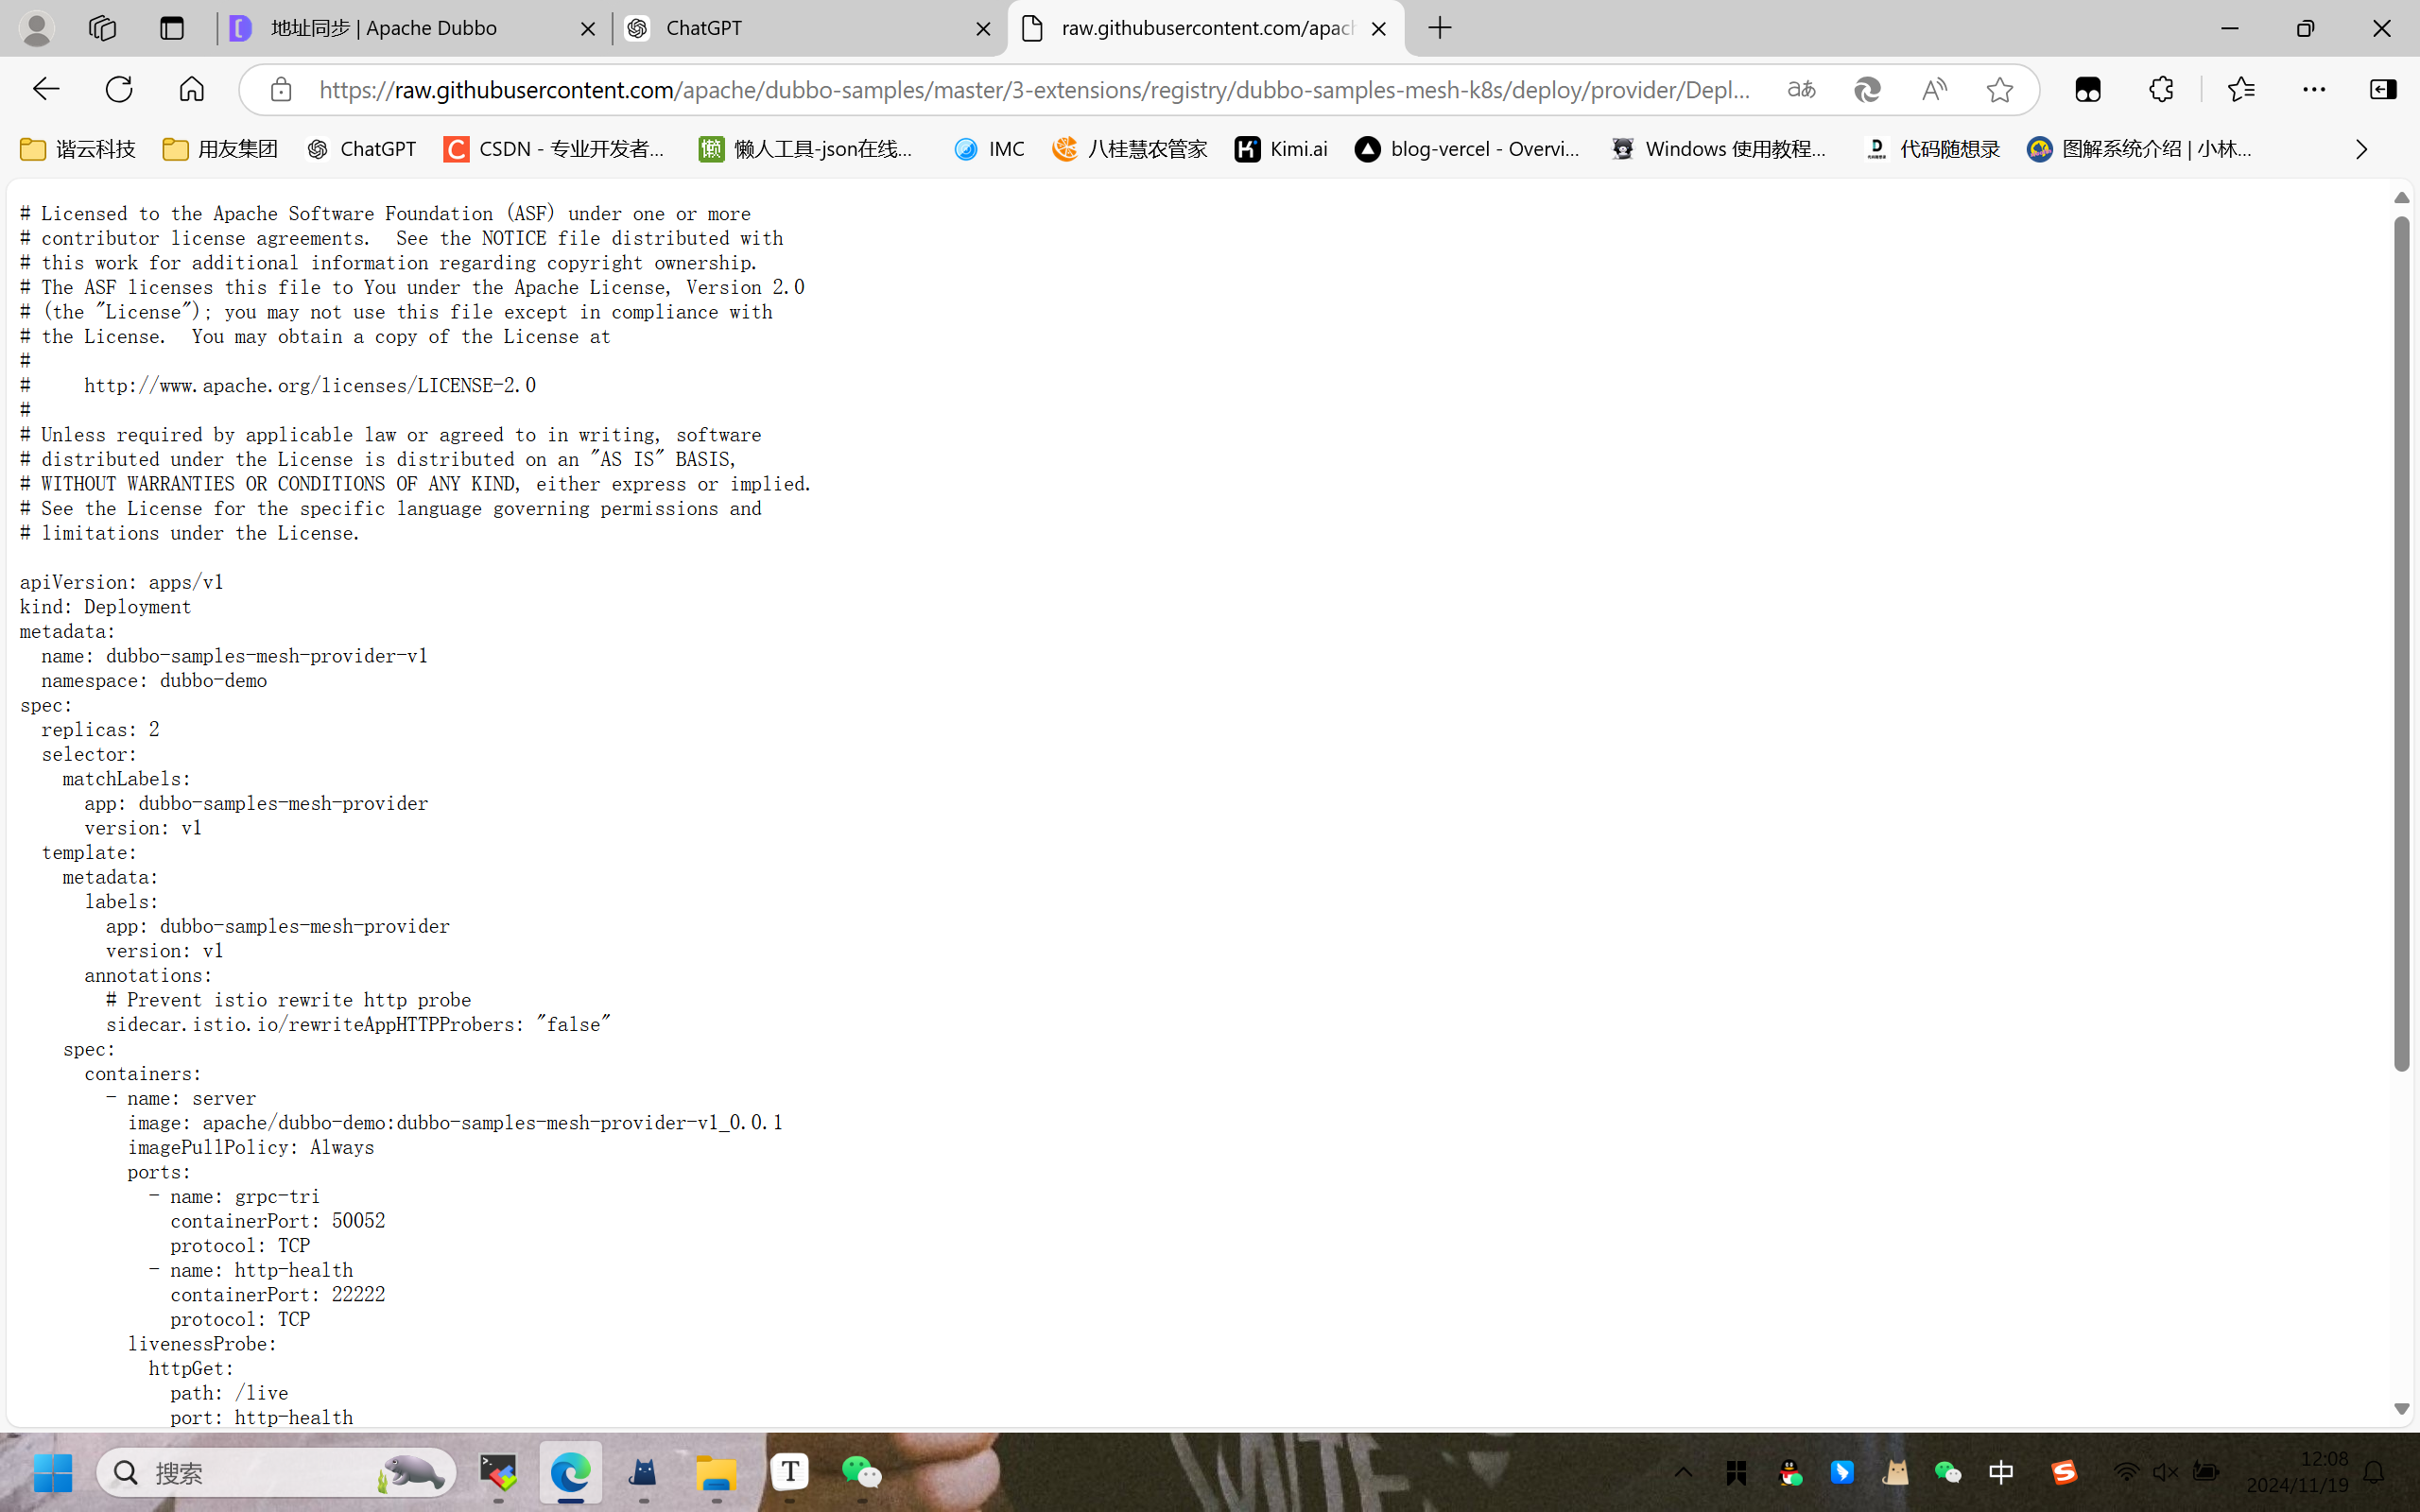 地址同步 | Apache Dubbo
ChatGPT
raw.githubusercontent.com/apach
https://raw.githubusercontent.com/apache/dubbo-samples/master/3-extensions/registry/dubbo-samples-mesh-k8s/deploy/provider/Depl...
谐云科技
用友集团
ChatGPT
CSDN - 专业开发者...
懒人工具-json在线...
IMC
八桂慧农管家
Kimi.ai
blog-vercel - Overvi...
Windows 使用教程...
代码随想录
图解系统介绍 | 小林...
# Licensed to the Apache Software Foundation (ASF) under one or more
# contributor license agreements.  See the NOTICE file distributed with
# this work for additional information regarding copyright ownership.
# The ASF licenses this file to You under the Apache License, Version 2.0
# (the "License"); you may not use this file except in compliance with
# the License.  You may obtain a copy of the License at
#
#     http://www.apache.org/licenses/LICENSE-2.0
#
# Unless required by applicable law or agreed to in writing, software
# distributed under the License is distributed on an "AS IS" BASIS,
# WITHOUT WARRANTIES OR CONDITIONS OF ANY KIND, either express or implied.
# See the License for the specific language governing permissions and
# limitations under the License.

apiVersion: apps/v1
kind: Deployment
metadata:
  name: dubbo-samples-mesh-provider-v1
  namespace: dubbo-demo
spec:
  replicas: 2
  selector:
    matchLabels:
      app: dubbo-samples-mesh-provider
      version: v1
  template:
    metadata:
      labels:
        app: dubbo-samples-mesh-provider
        version: v1
      annotations:
        # Prevent istio rewrite http probe
        sidecar.istio.io/rewriteAppHTTPProbers: "false"
    spec:
      containers:
        - name: server
          image: apache/dubbo-demo:dubbo-samples-mesh-provider-v1_0.0.1
          imagePullPolicy: Always
          ports:
            - name: grpc-tri
              containerPort: 50052
              protocol: TCP
            - name: http-health
              containerPort: 22222
              protocol: TCP
          livenessProbe:
            httpGet:
              path: /live
              port: http-health
搜索
中
12:08
2024/11/19